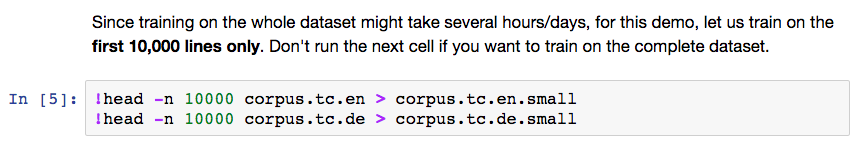 Since training on the whole dataset might take several hours/days, for this demo, let us train on the
first 10,000 lines only. Don't run the next cell if you want to train on the complete dataset.
In [5]: !head -n 10000 corpus.tc.en > corpus.tc.en.small
!head -n 10000 corpus.tc.de > corpus.tc.de.small